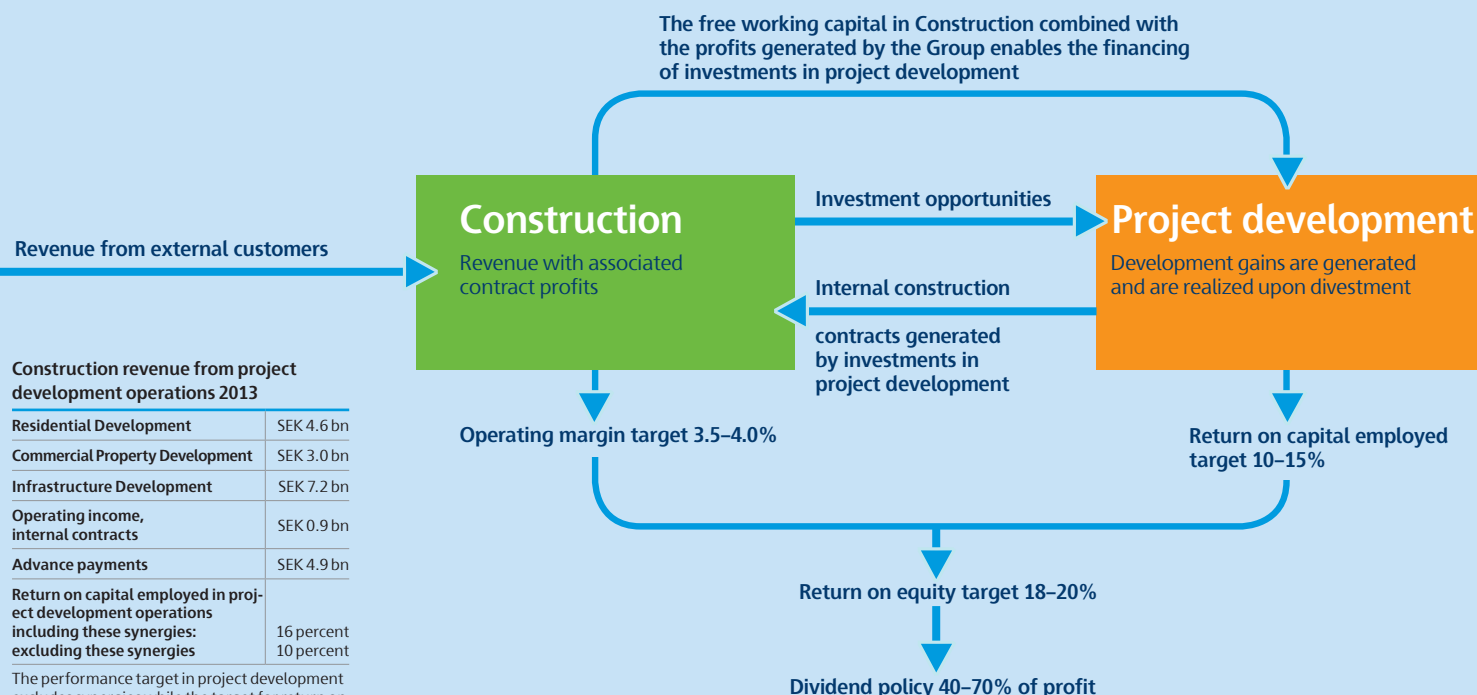 The free working capital in Construction combined with
the profits generated by the Group enables the financing
of investments in project development
Revenue from external customers
Construction
Revenue with associated
contract profits
Investment opportunities
Internal construction
contracts generated
by investments in
project development
Project development
Development gains are generated
and are realized upon divestment
Operating margin target 3.5–4.0%
Return on capital employed
target 10–15%
Return on equity target 18–20%
Dividend policy 40–70% of profit
Construction revenue from project
development operations 2013
Residential Development SEK 4.6 bn
Commercial Property Development SEK 3.0 bn
Infrastructure Development SEK 7.2 bn
Operating income,
internal contracts SEK 0.9 bn
Advance payments SEK 4.9 bn
Return on capital employed in proj-
ect development operations
including these synergies: 16 percent
excluding these synergies 10 percent
The performance target in project development